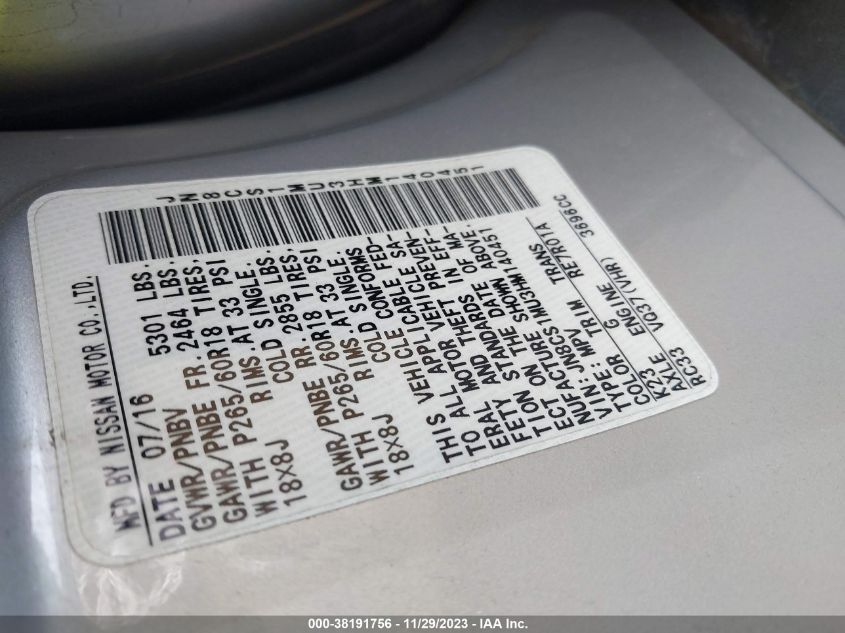 JN8CS1MU3HM140451
MFD BY NISSAN MOTOR CO.,LTD.
DATE 07/16
GVWR/PNBV 5301 LBS.
GAWR/PNBE FR. 2464 LBS.
WITH P265/60R18 TIRES,
18X8J RIMS.AT 33 PSI
COLD SINGLE.
GAWR/PNBE RR. 2855 LBS.
WITH P265/60R18 TIRES,
18X8J RIMS.AT 33 PSI
COLD SINGLE.
THIS VEHICLE CONFORMS
TO ALL APPLICABLE FED-
ERAL MOTOR VEHICLE SA-
FETY AND THEFT PREVEN-
TION STANDARDS IN EFF-
ECT ON THE DATE OF MA-
NUFACTURE SHOWN ABOVE.
VIN: JN8CS1MU3HM140451
TYPE: MPV
COLOR TRIM TRANS
K23 G RE7R01A
AXLE ENGINE
RC33 VQ37(VHR) 3696CC
000-38191756 - 11/29/2023 - IAA Inc.